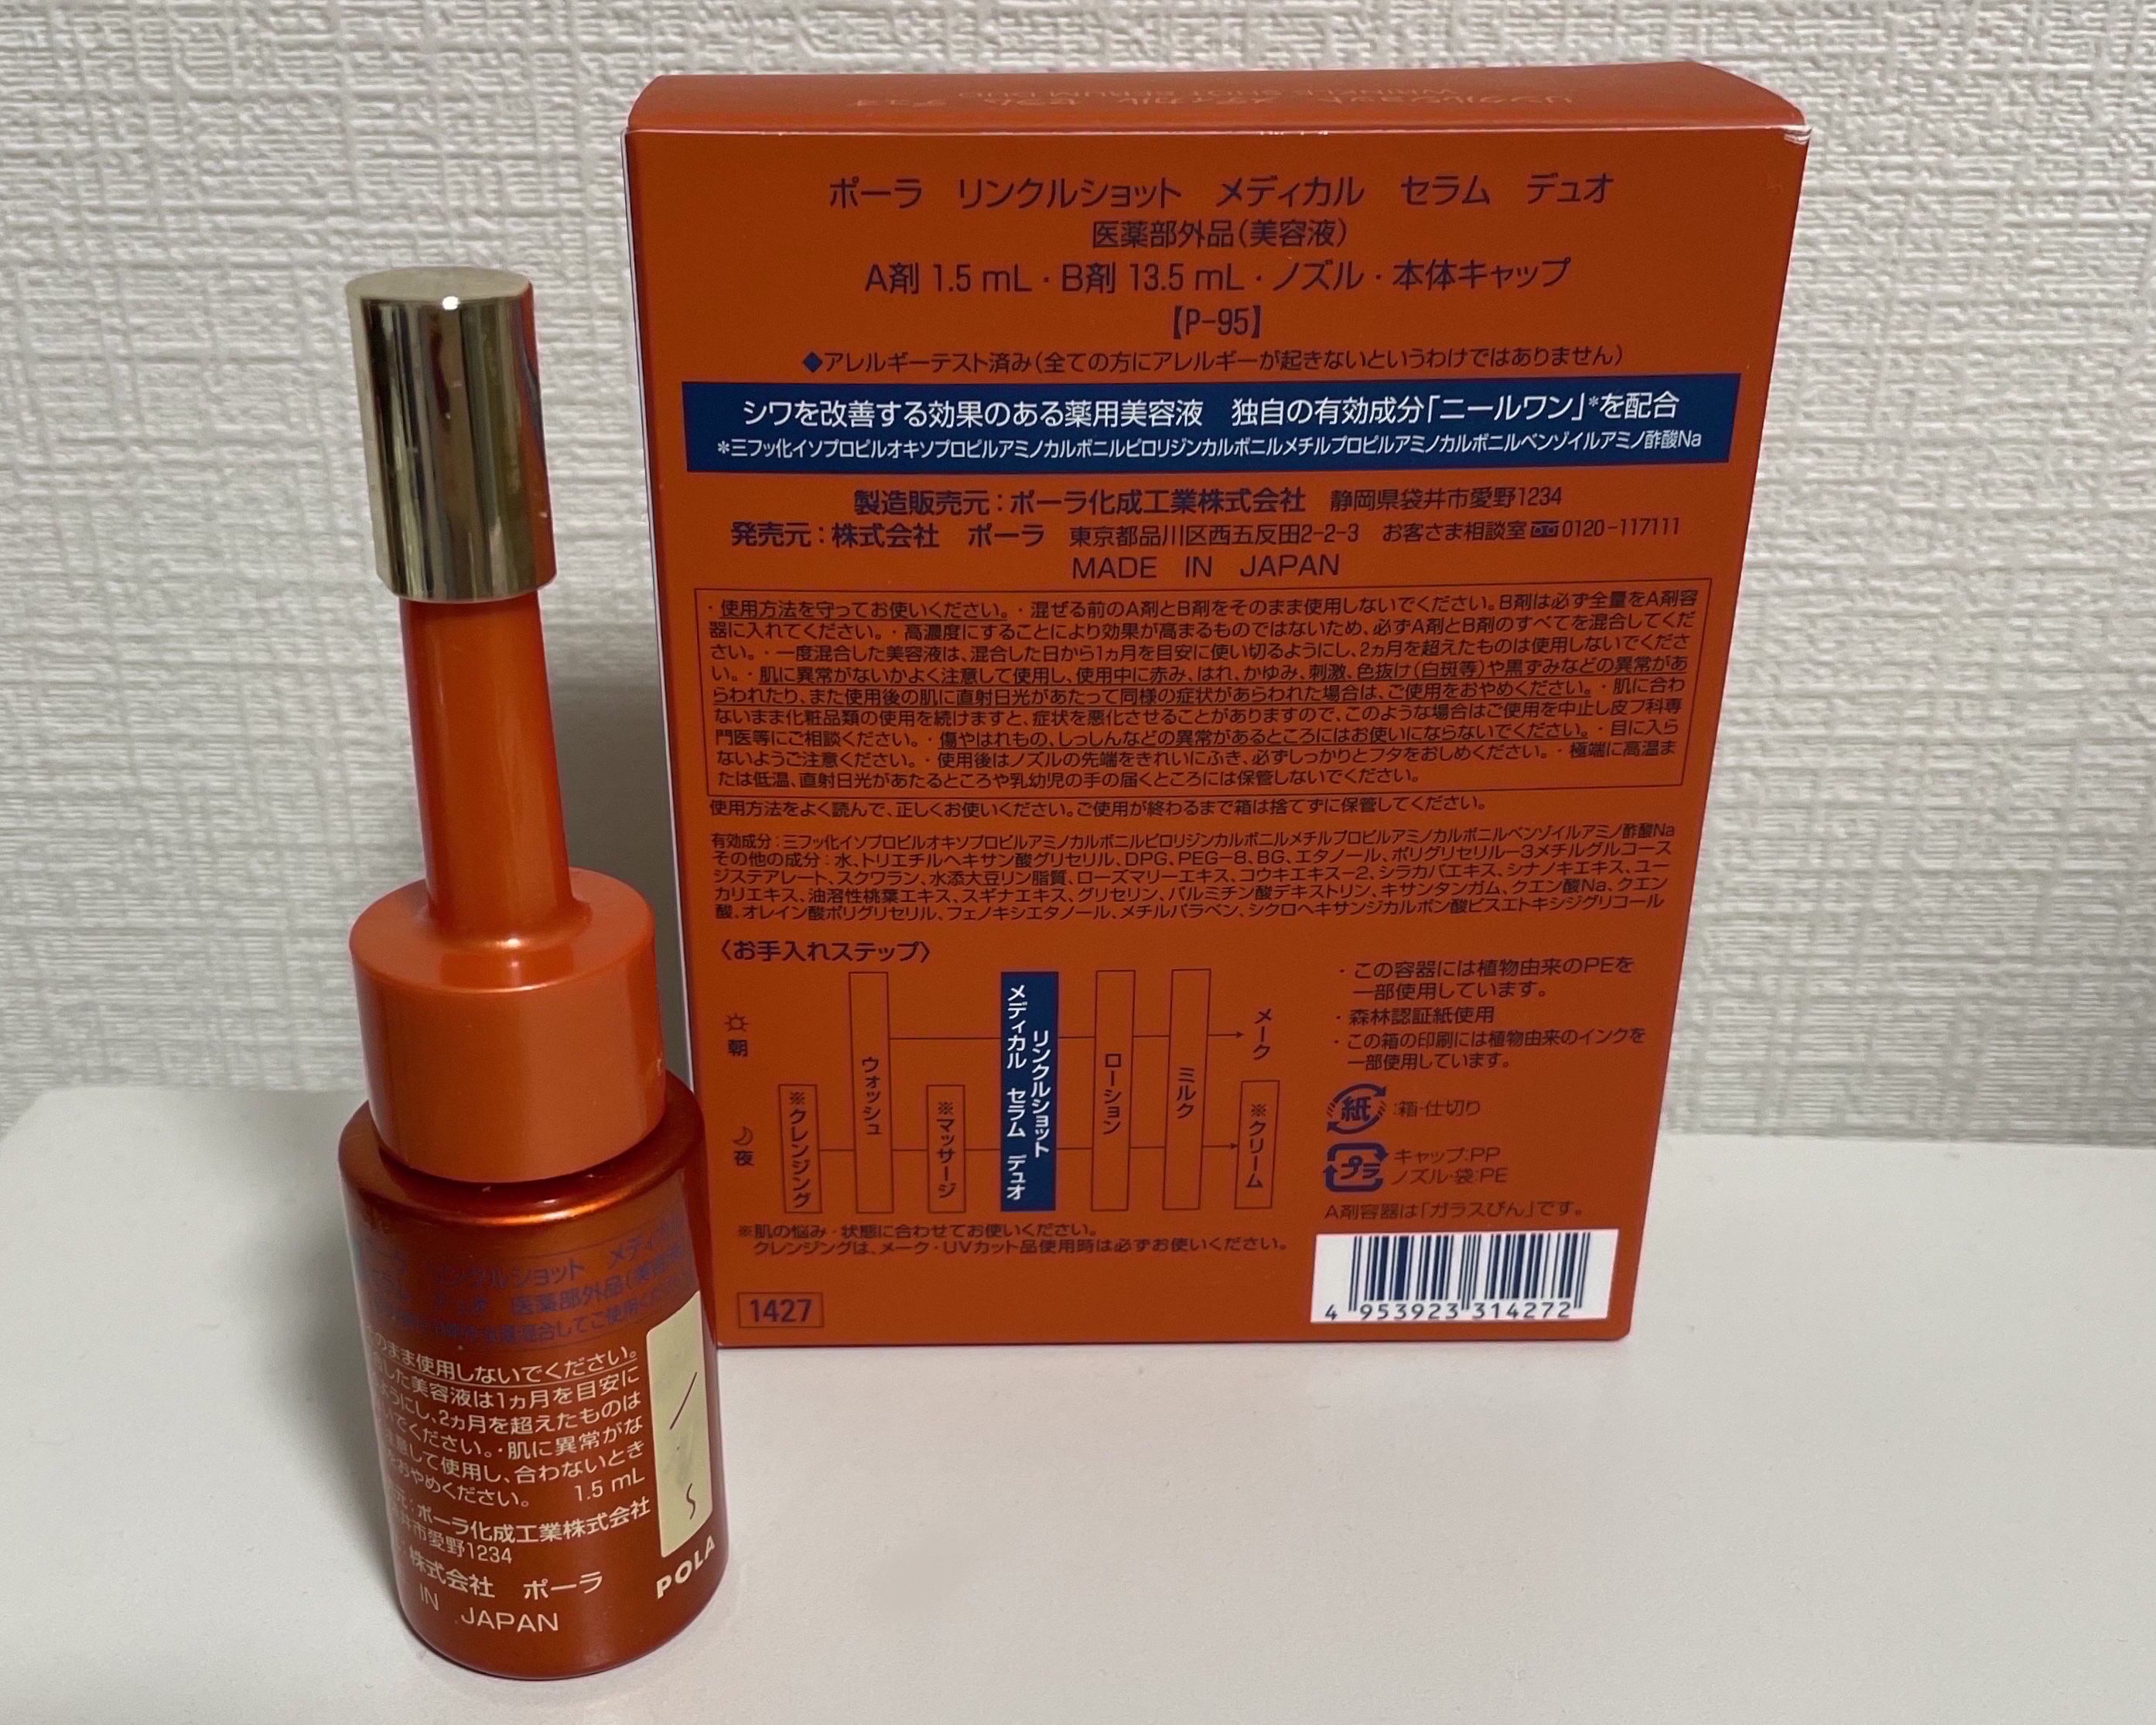 リンクルショット メディカル セラム デュオ
WRINKLE SHOT SERUM DUO
ポーラ リンクルショット メディカル セラム デュオ
医薬部外品(美容液)
A剤 1.5 mL・B剤 13.5 mL・ノズル・本体キャップ
【P-95】
◆アレルギーテスト済み(全ての方にアレルギーが起きないというわけではありません)
シワを改善する効果のある薬用美容液 独自の有効成分「ニールワン」*を配合
*三フッ化イソプロピルオキソプロピルアミノカルボニルピロリジンカルボニルメチルプロピルアミノカルボニルベンゾイルアミノ酢酸Na
製造販売元:ポーラ化成工業株式会社 静岡県袋井市愛野1234
発売元:株式会社 ポーラ 東京都品川区西五反田2-2-3 お客さま相談室 0120-117111
MADE IN JAPAN
・使用方法を守ってお使いください。・混ぜる前のA剤とB剤をそのまま使用しないでください。B剤は必ず全量をA剤容
器に入れてください。・高濃度にすることにより効果が高まるものではないため、必ずA剤とB剤のすべてを混合してくだ
さい。・一度混合した美容液は、混合した日から1ヵ月を目安に使い切るようにし、2ヵ月を超えたものは使用しないでくださ
い。・肌に異常がないかよく注意して使用し、使用中に赤み、はれ、かゆみ、刺激、色抜け(白斑等)や黒ずみなどの異常があ
らわれたり、また使用後の肌に直射日光があたって同様の症状があらわれた場合は、ご使用をおやめください。・肌に合わ
ないまま化粧品類の使用を続けますと、症状を悪化させることがありますので、このような場合はご使用を中止し皮フ科専
門医等にご相談ください。・傷やはれもの、しっしんなどの異常があるところにはお使いにならないでください。・目に入ら
ないようご注意ください。・使用後はノズルの先端をきれいにふき、必ずしっかりとフタをおしめください。・極端に高温ま
たは低温、直射日光があたるところや乳幼児の手の届くところには保管しないでください。
使用方法をよく読んで、正しくお使いください。ご使用が終わるまで箱は捨てずに保管してください。
有効成分:三フッ化イソプロピルオキソプロピルアミノカルボニルピロリジンカルボニルメチルプロピルアミノカルボニルベンゾイルアミノ酢酸Na
その他の成分:水、トリエチルヘキサン酸グリセリル、DPG、PEG-8、BG、エタノール、ポリグリセリル-3メチルグルコース
ジステアレート、スクワラン、水添大豆リン脂質、ローズマリーエキス、コウキエキス-2、シラカバエキス、シナノキエキス、ユー
カリエキス、油溶性桃葉エキス、スギナエキス、グリセリン、パルミチン酸デキストリン、キサンタンガム、クエン酸Na、クエン
酸、オレイン酸ポリグリセリル、フェノキシエタノール、メチルパラベン、シクロヘキサンジカルボン酸ビスエトキシジグリコール
〈お手入れステップ〉
朝
夜
※クレンジング
ウォッシュ
※マッサージ
リンクルショット
メディカル セラム デュオ
ローション
ミルク
メーク
※クリーム
※肌の悩み・状態に合わせてお使いください。
クレンジングは、メーク・UVカット品使用時は必ずお使いください。
1427
・この容器には植物由来のPEを
一部使用しています。
・森林認証紙使用
・この箱の印刷には植物由来のインクを
一部使用しています。
紙 :箱・仕切り
プラ キャップ:PP
ノズル・袋:PE
A剤容器は「ガラスびん」です。
4 953923 314272
リンクルショット メディカル
デュオ 医薬部外品(美容液)
混合してご使用くだ
のまま使用しないでください。
した美容液は1ヵ月を目安に
ようにし、2ヵ月を超えたものは
いでください。・肌に異常がな
注意して使用し、合わないとき
をおやめください。 1.5 mL
元:ポーラ化成工業株式会社
井市愛野1234
:株式会社 ポーラ
IN JAPAN
POLA